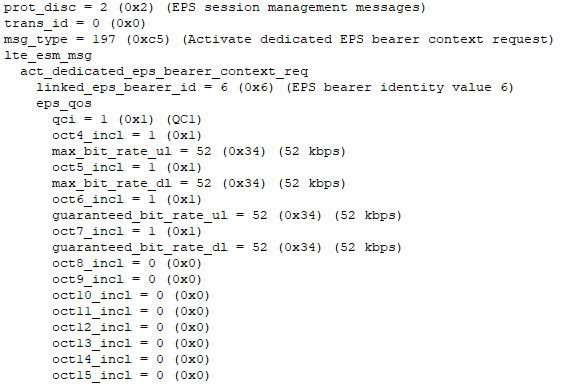 prot_disc = 2 (0x2) (EPS session management messages)
trans_id = 0 (0x0)
msg_type = 197 (0xc5) (Activate dedicated EPS bearer context request)
lte_esm_msg
act_dedicated_eps_bearer_context_req
linked_eps_bearer_id = 6 (0x6) (EPS bearer identity value 6)
eps_qos
qci = 1 (0x1) (QC1)
oct4_incl = 1 (0x1)
max_bit_rate_ul = 52 (0x34) (52 kbps)
oct5_incl = 1 (0x1)
max_bit_rate_dl = 52 (0x34) (52 kbps)
oct6_incl = 1 (0x1)
guaranteed_bit_rate_ul = 52 (0x34) (52 kbps)
oct7_incl = 1 (0x1)
guaranteed_bit_rate_dl = 52 (0x34) (52 kbps)
oct8_incl = 0 (0x0)
oct9_incl = 0 (0x0)
oct10_incl = 0 (0x0)
oct11_incl = 0 (0x0)
oct12_incl = 0 (0x0)
oct13_incl = 0 (0x0)
oct14_incl = 0 (0x0)
oct15_incl = 0 (0x0)